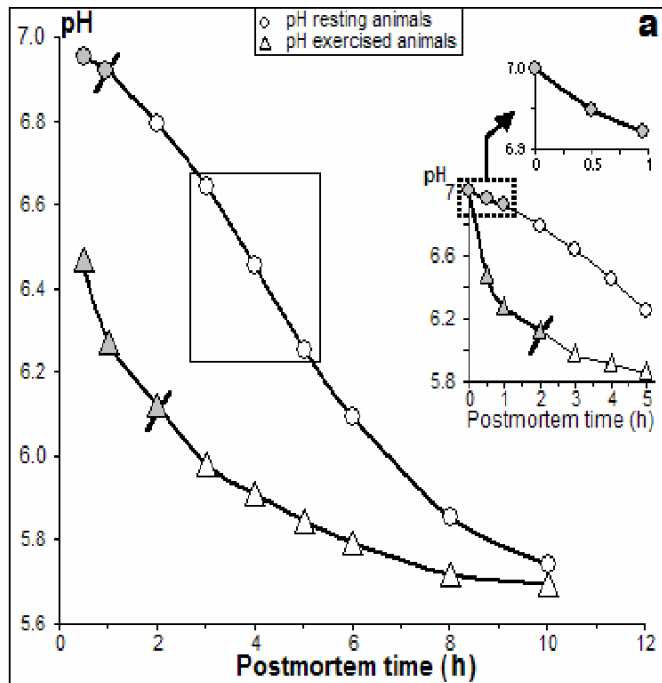 pH
a
pH resting animals
pH exercised animals
7.0
6.8
6.6
6.4
6.2
6.0
5.8
5.6
0 2 4 6 8 10 12
Postmortem time (h)
7.0
6.9
0 0.5 1
pH
7
6.6
6.2
5.8
0 1 2 3 4 5
Postmortem time (h)